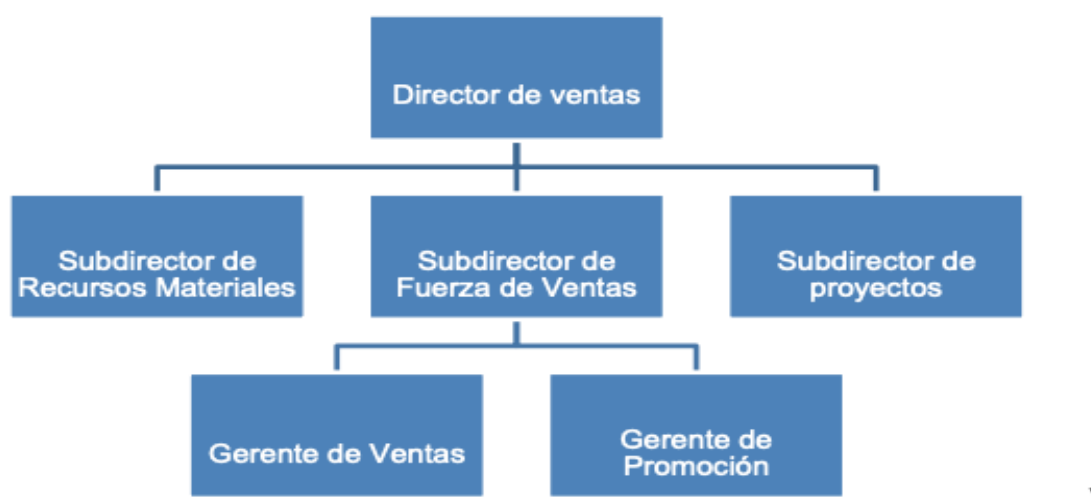 Director de ventas
Subdirector de
Recursos Materiales
Subdirector de
Fuerza de Ventas
Subdirector de
proyectos
Gerente de Ventas
Gerente de
Promoción